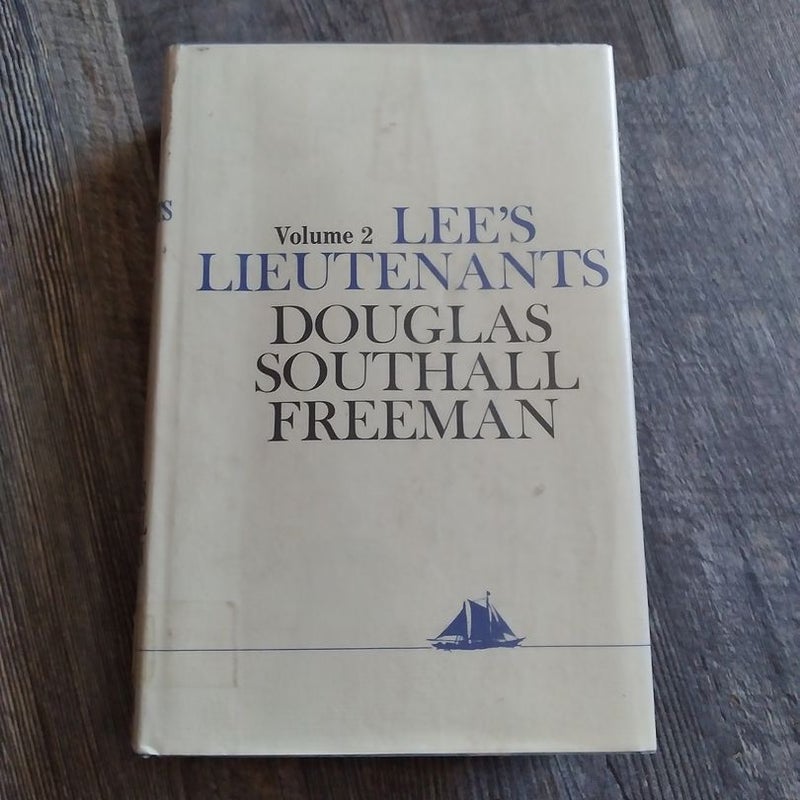 Volume 2 LEE'S
LIEUTENANTS
DOUGLAS
SOUTHALL
FREEMAN